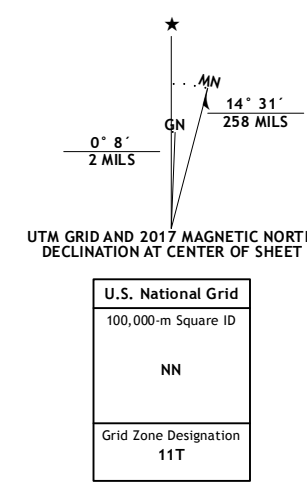 ★
MN
GN
0° 8´
2 MILS
14° 31´
258 MILS
UTM GRID AND 2017 MAGNETIC NORT
DECLINATION AT CENTER OF SHEET
U.S. National Grid
100,000-m Square ID
NN
Grid Zone Designation
11T